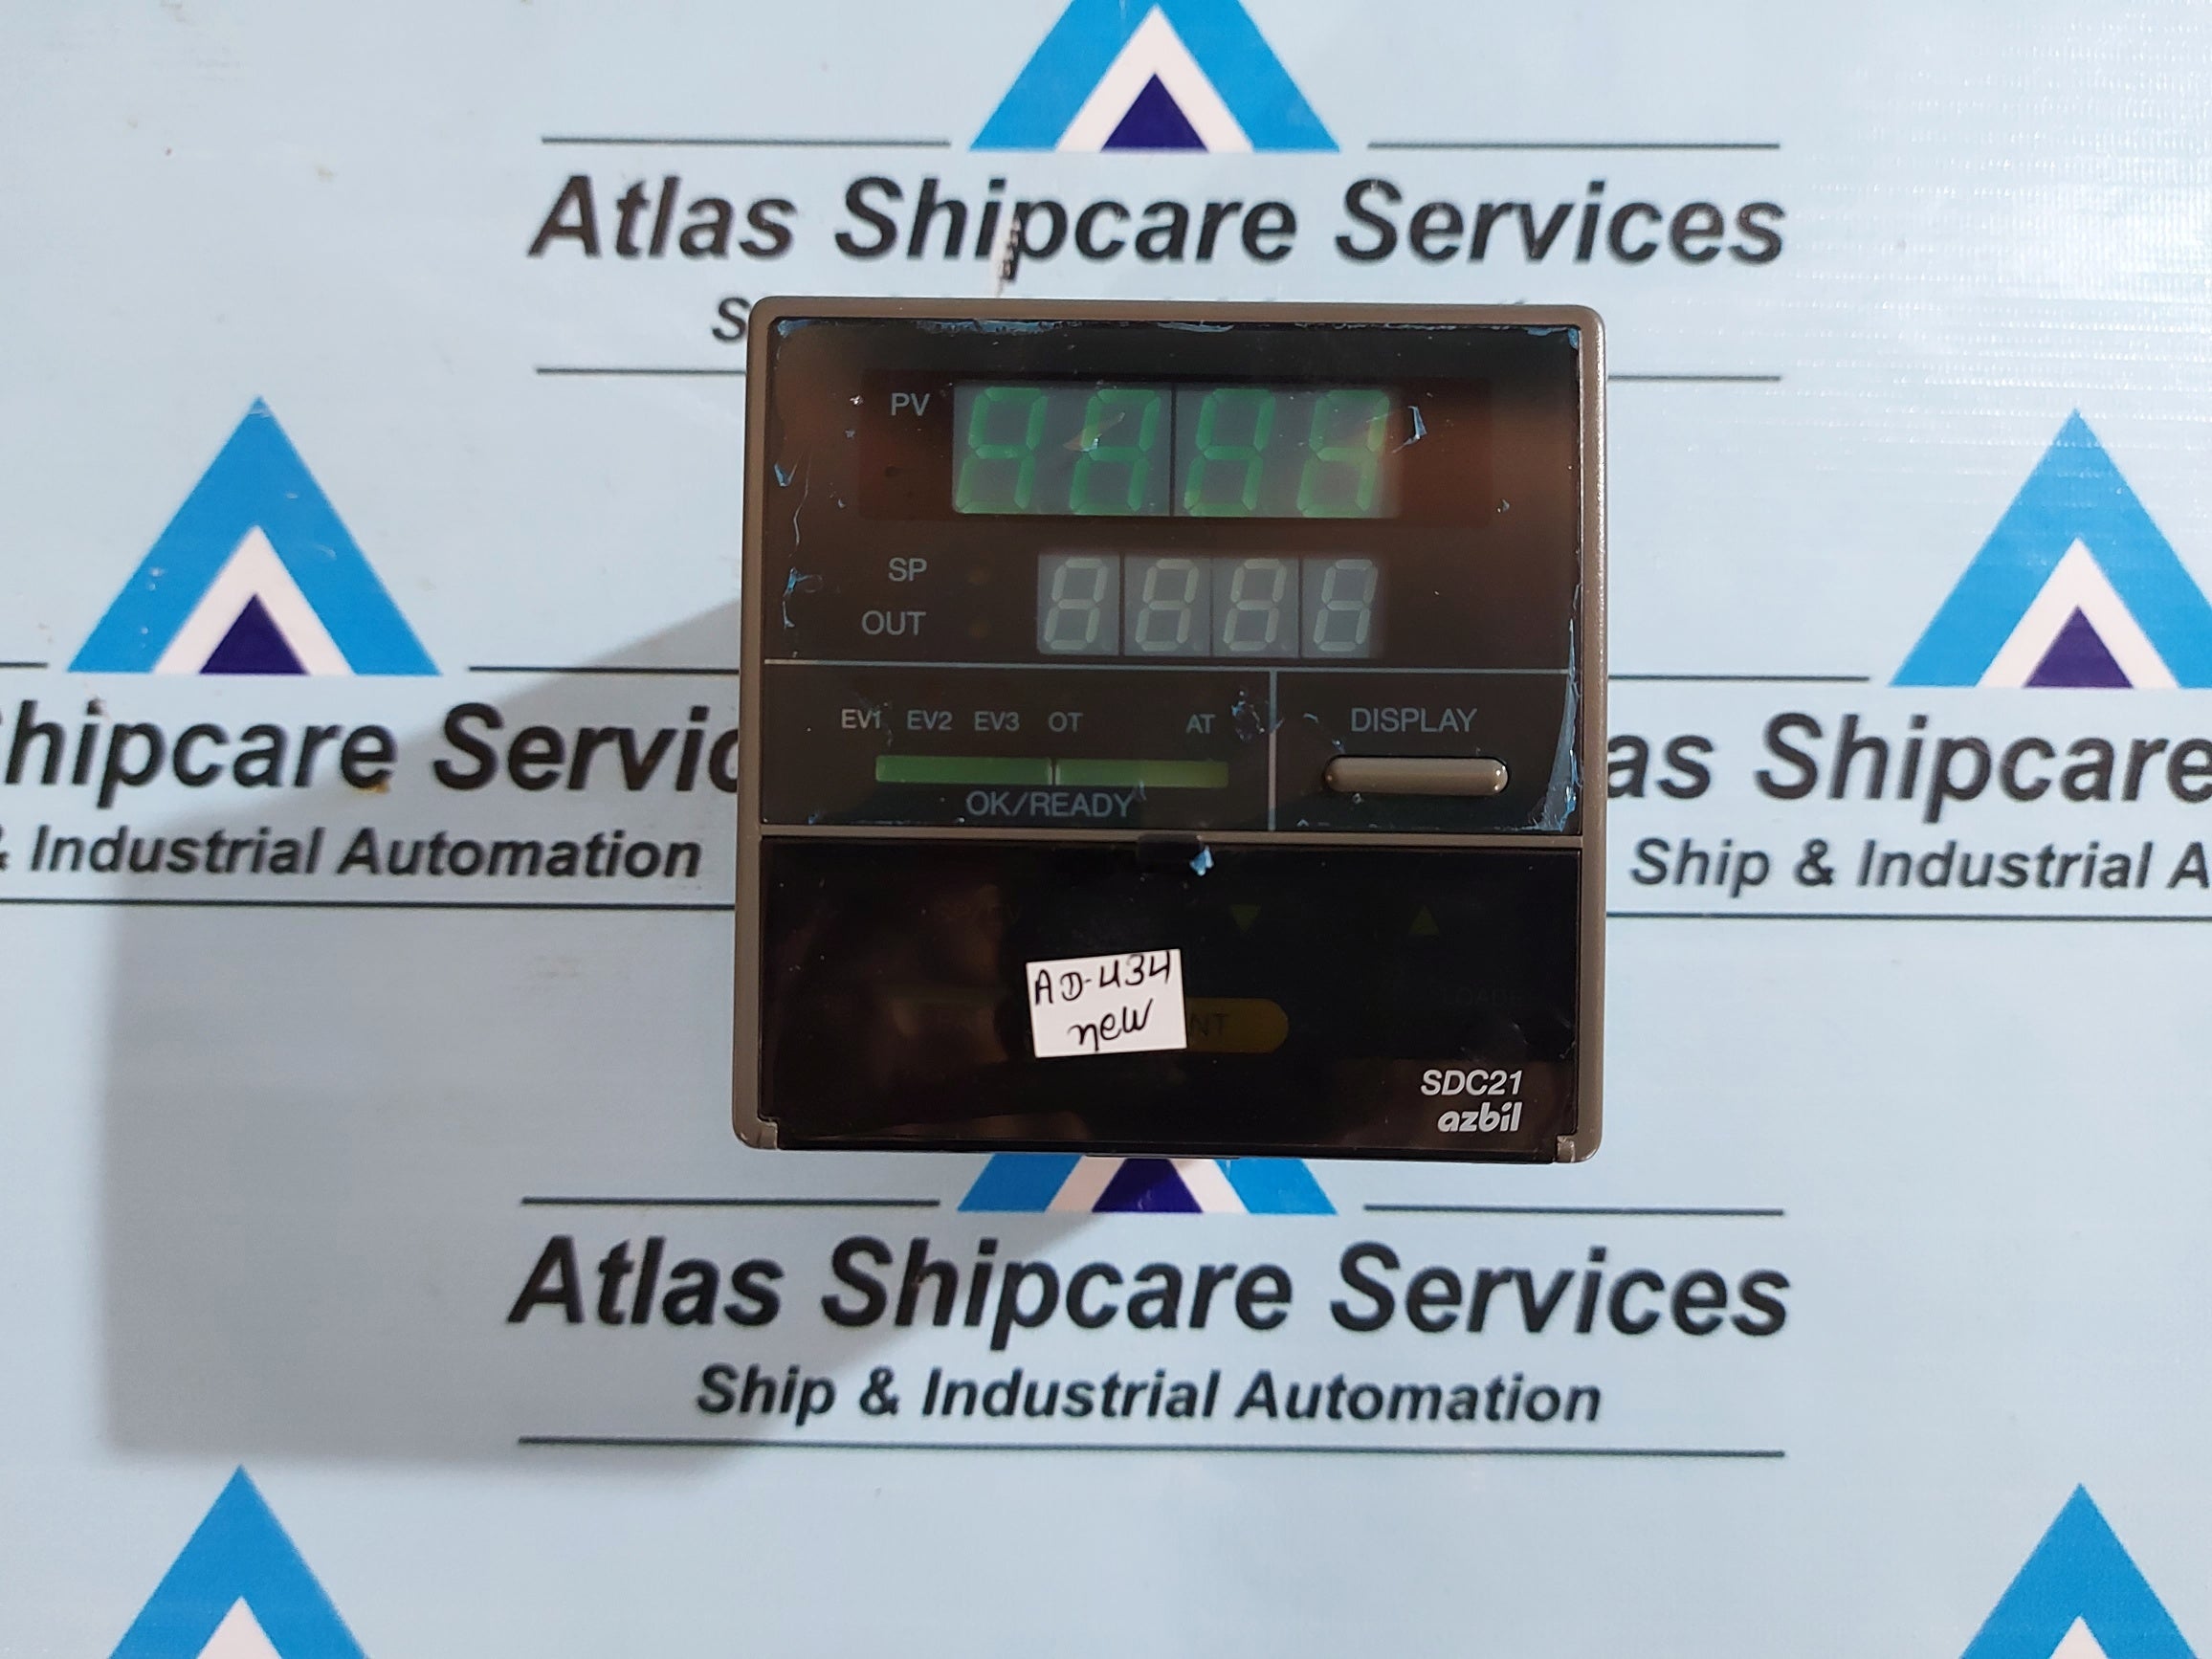 Atlas Shipcare Services
S
PV
SP
OUT
EV1 EV2 EV3 OT AT
DISPLAY
OK/READY
AD-434
new
NT
SDC21
azbil
hipcare Servic
& Industrial Automation
as Shipcare
Ship & Industrial A
Atlas Shipcare Services
Ship & Industrial Automation